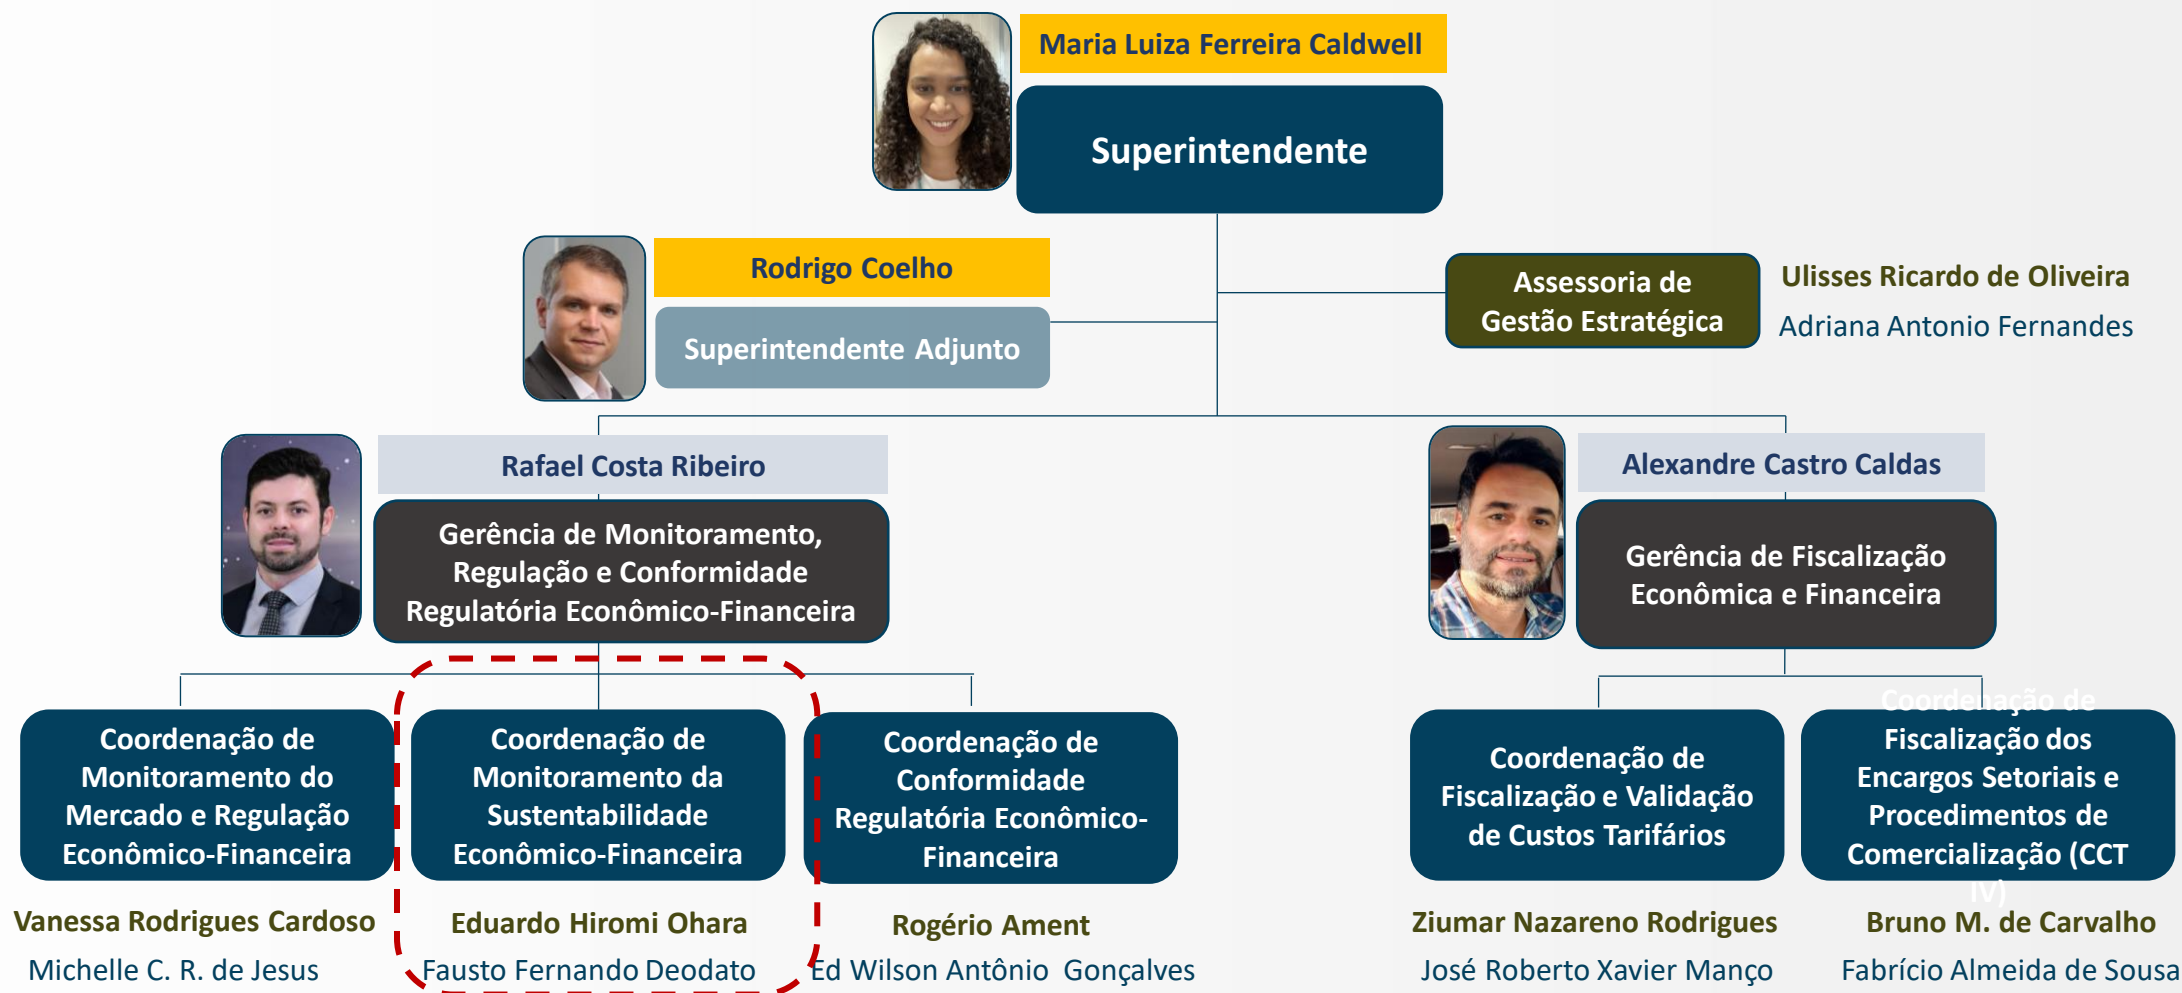 Maria Luiza Ferreira Caldwell
Superintendente
Rodrigo Coelho
Superintendente Adjunto
Assessoria de
Gestão Estratégica
Ulisses Ricardo de Oliveira
Adriana Antonio Fernandes
Rafael Costa Ribeiro
Gerência de Monitoramento,
Regulação e Conformidade
Regulatória Econômico-Financeira
Alexandre Castro Caldas
Gerência de Fiscalização
Econômica e Financeira
Coordenação de
Monitoramento do
Mercado e Regulação
Econômico-Financeira
Vanessa Rodrigues Cardoso
Michelle C. R. de Jesus
Coordenação de
Monitoramento da
Sustentabilidade
Econômico-Financeira
Eduardo Hiromi Ohara
Fausto Fernando Deodato
Coordenação de
Conformidade
Regulatória Econômico-
Financeira
Rogério Ament
Ed Wilson Antônio Gonçalves
Coordenação de
Fiscalização e Validação
de Custos Tarifários
Ziumar Nazareno Rodrigues
José Roberto Xavier Manço
Coordenação de
Fiscalização dos
Encargos Setoriais e
Procedimentos de
Comercialização (CCT
IV)
Bruno M. de Carvalho
Fabrício Almeida de Sousa